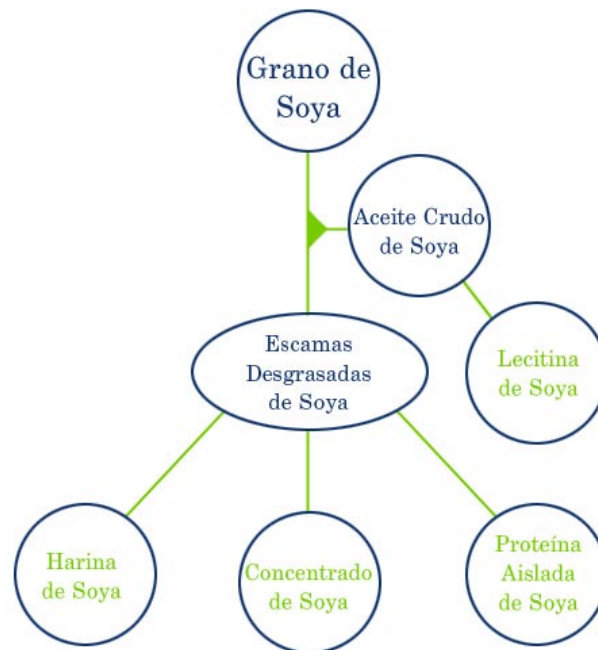 Grano de
Soya
Aceite Crudo
de Soya
Escamas
Desgrasadas
de Soya
Lecitina
de Soya
Harina
de Soya
Concentrado
de Soya
Proteína
Aislada
de Soya